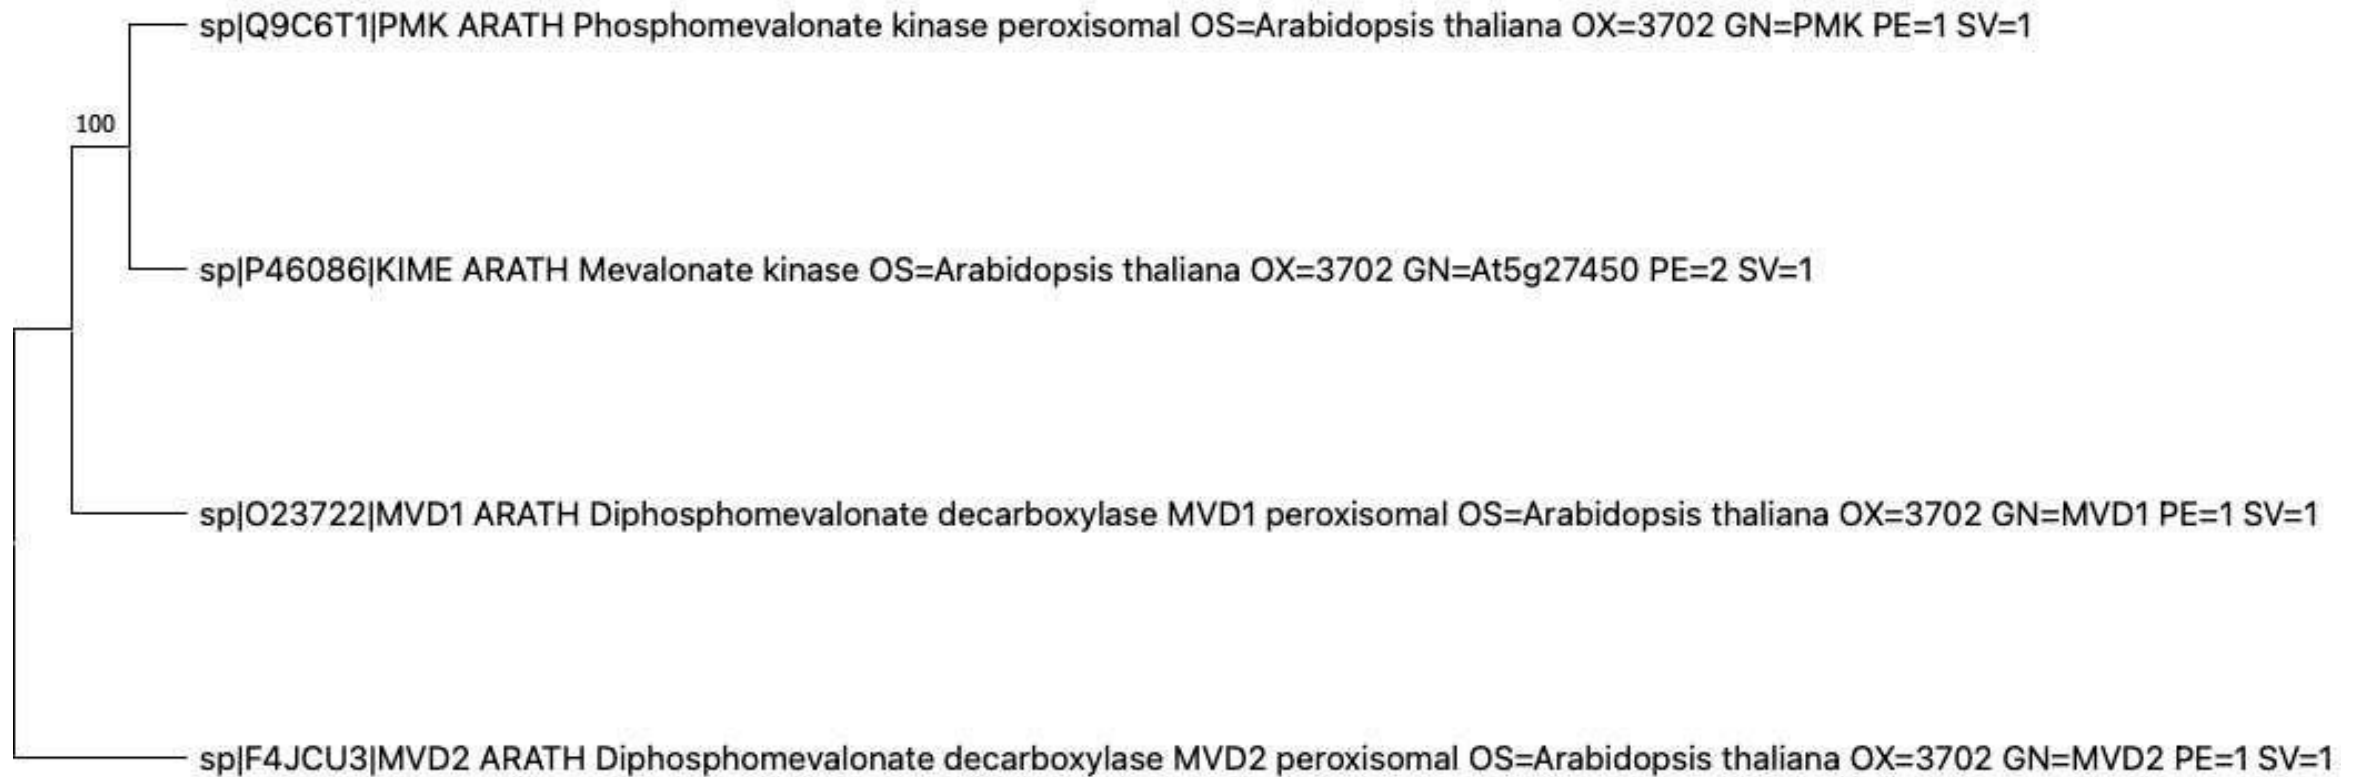 sp|Q9C6T1|PMK ARATH Phosphomevalonate kinase peroxisomal OS=Arabidopsis thaliana OX=3702 GN=PMK PE=1 SV=1
100
sp|P46086|KIME ARATH Mevalonate kinase OS=Arabidopsis thaliana OX=3702 GN=At5g27450 PE=2 SV=1
sp|O23722|MVD1 ARATH Diphosphomevalonate decarboxylase MVD1 peroxisomal OS=Arabidopsis thaliana OX=3702 GN=MVD1 PE=1 SV=1
sp|F4JCU3|MVD2 ARATH Diphosphomevalonate decarboxylase MVD2 peroxisomal OS=Arabidopsis thaliana OX=3702 GN=MVD2 PE=1 SV=1